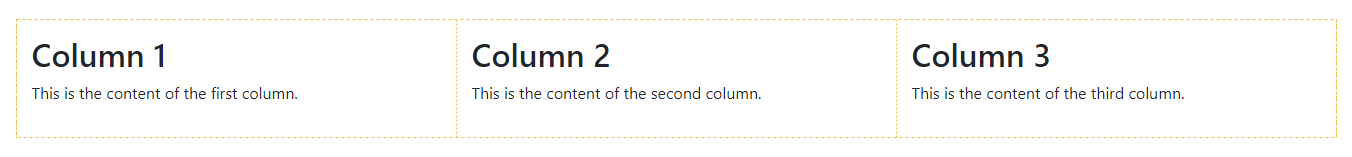 Column 1
This is the content of the first column.
Column 2
This is the content of the second column.
Column 3
This is the content of the third column.